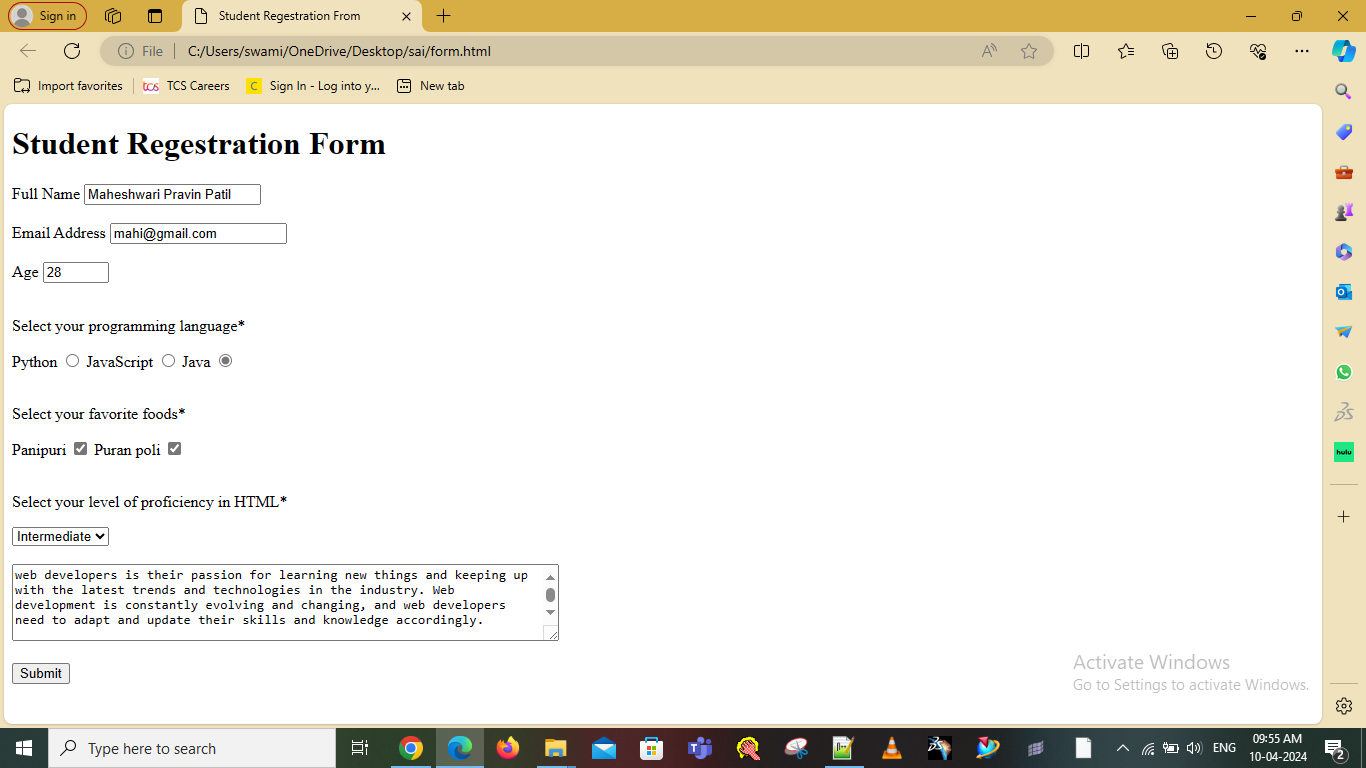 Sign in
Student Regestration From
File
C:/Users/swami/OneDrive/Desktop/sai/form.html
Import favorites
TCS Careers
Sign In - Log into y...
New tab
Student Regestration Form
Full Name Maheshwari Pravin Patil
Email Address mahi@gmail.com
Age 28
Select your programming language*
Python JavaScript Java
Select your favorite foods*
Panipuri Puran poli
Select your level of proficiency in HTML*
Intermediate
web developers is their passion for learning new things and keeping up
with the latest trends and technologies in the industry. Web
development is constantly evolving and changing, and web developers
need to adapt and update their skills and knowledge accordingly.
Submit
hulu
Activate Windows
Go to Settings to activate Windows.
Type here to search
ENG
09:55 AM
10-04-2024
2